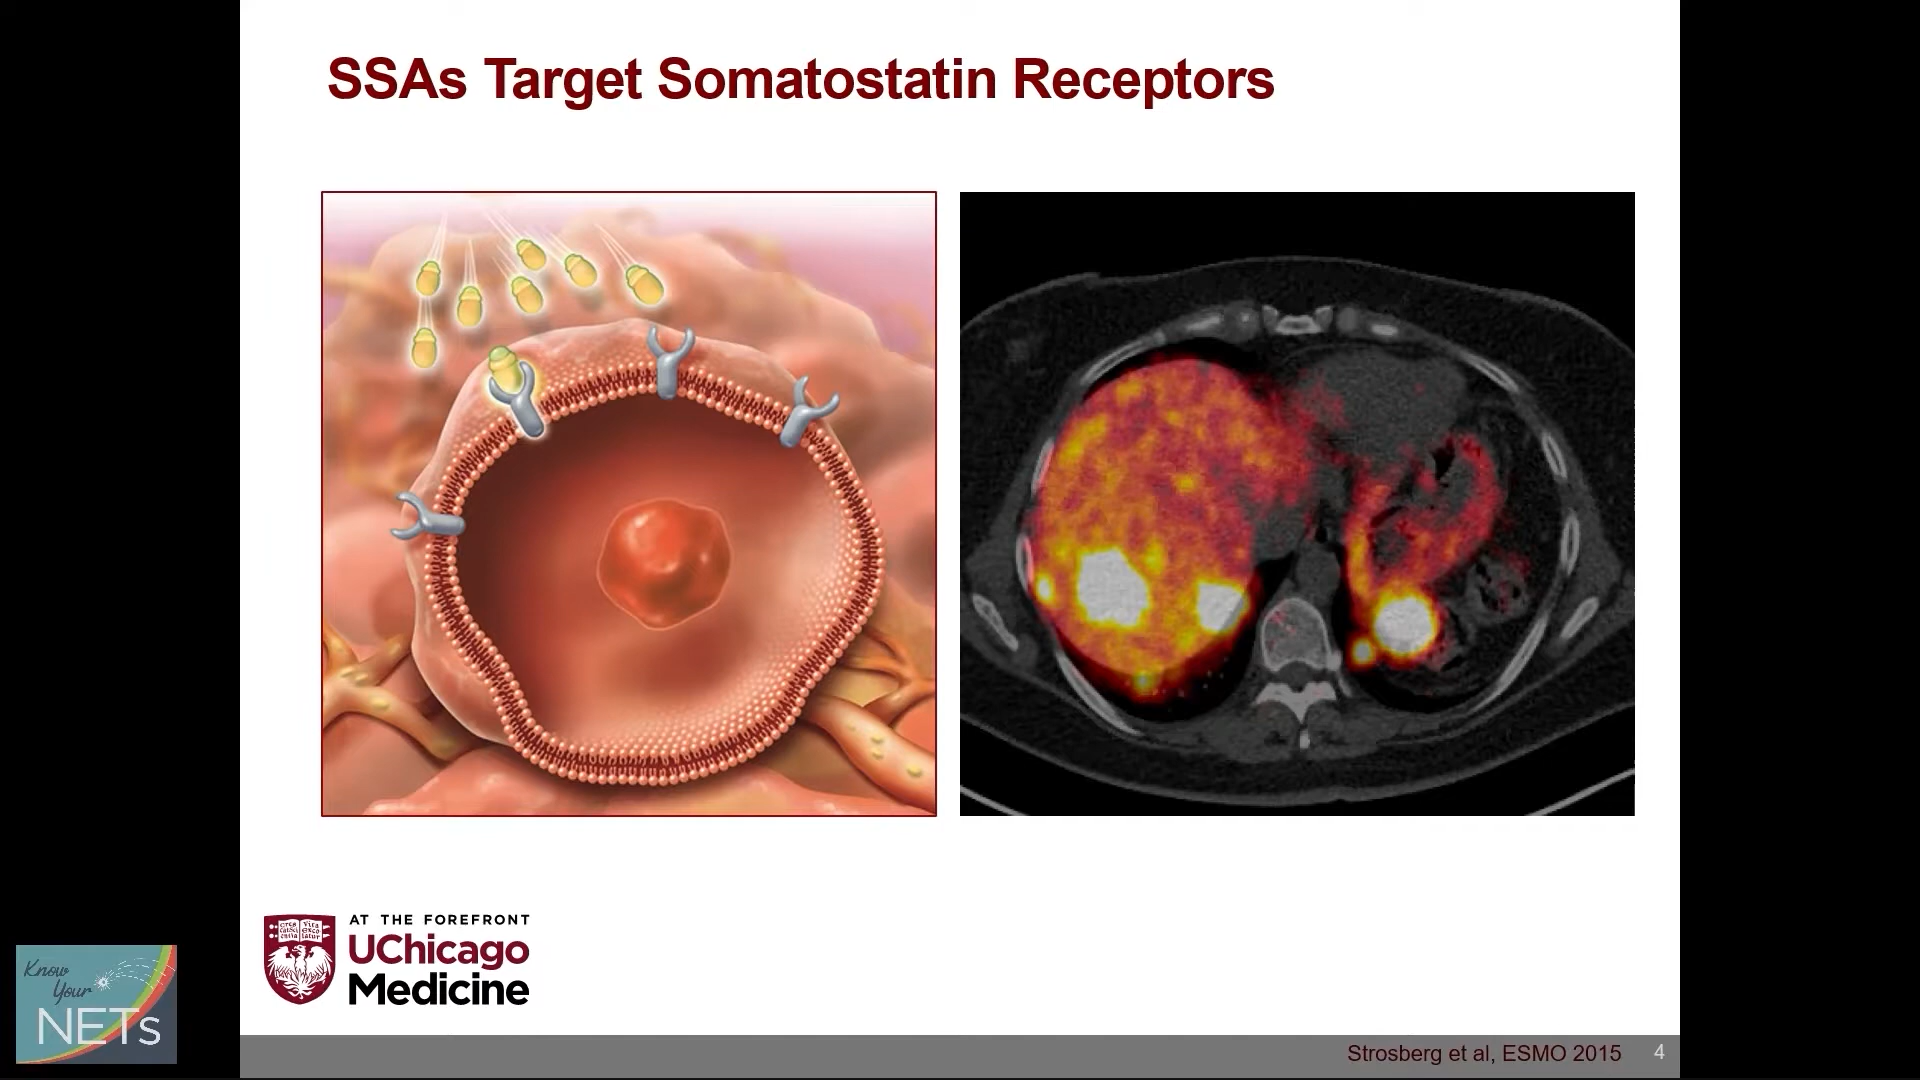 SSAs Target Somatostatin Receptors
AT THE FOREFRONT
UChicago
Medicine
Know
Your
NETs
Strosberg et al, ESMO 2015
4